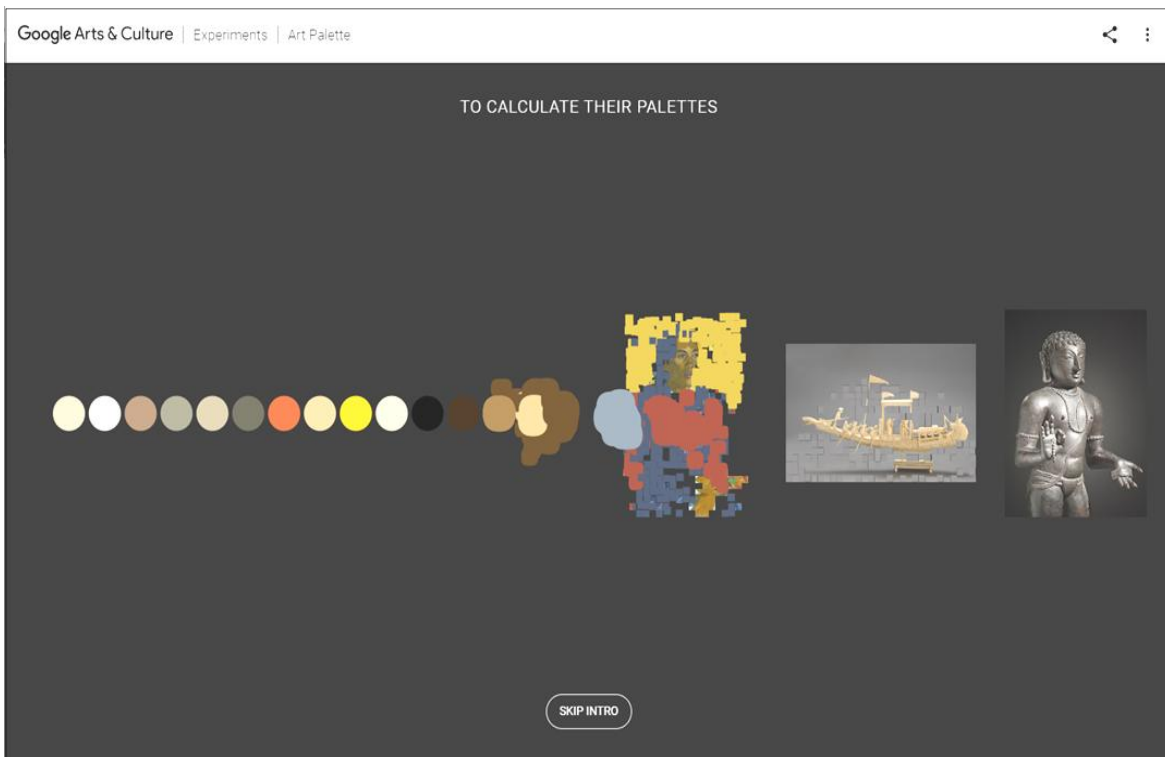 Google Arts & Culture | Experiments | Art Palette
TO CALCULATE THEIR PALETTES
SKIP INTRO